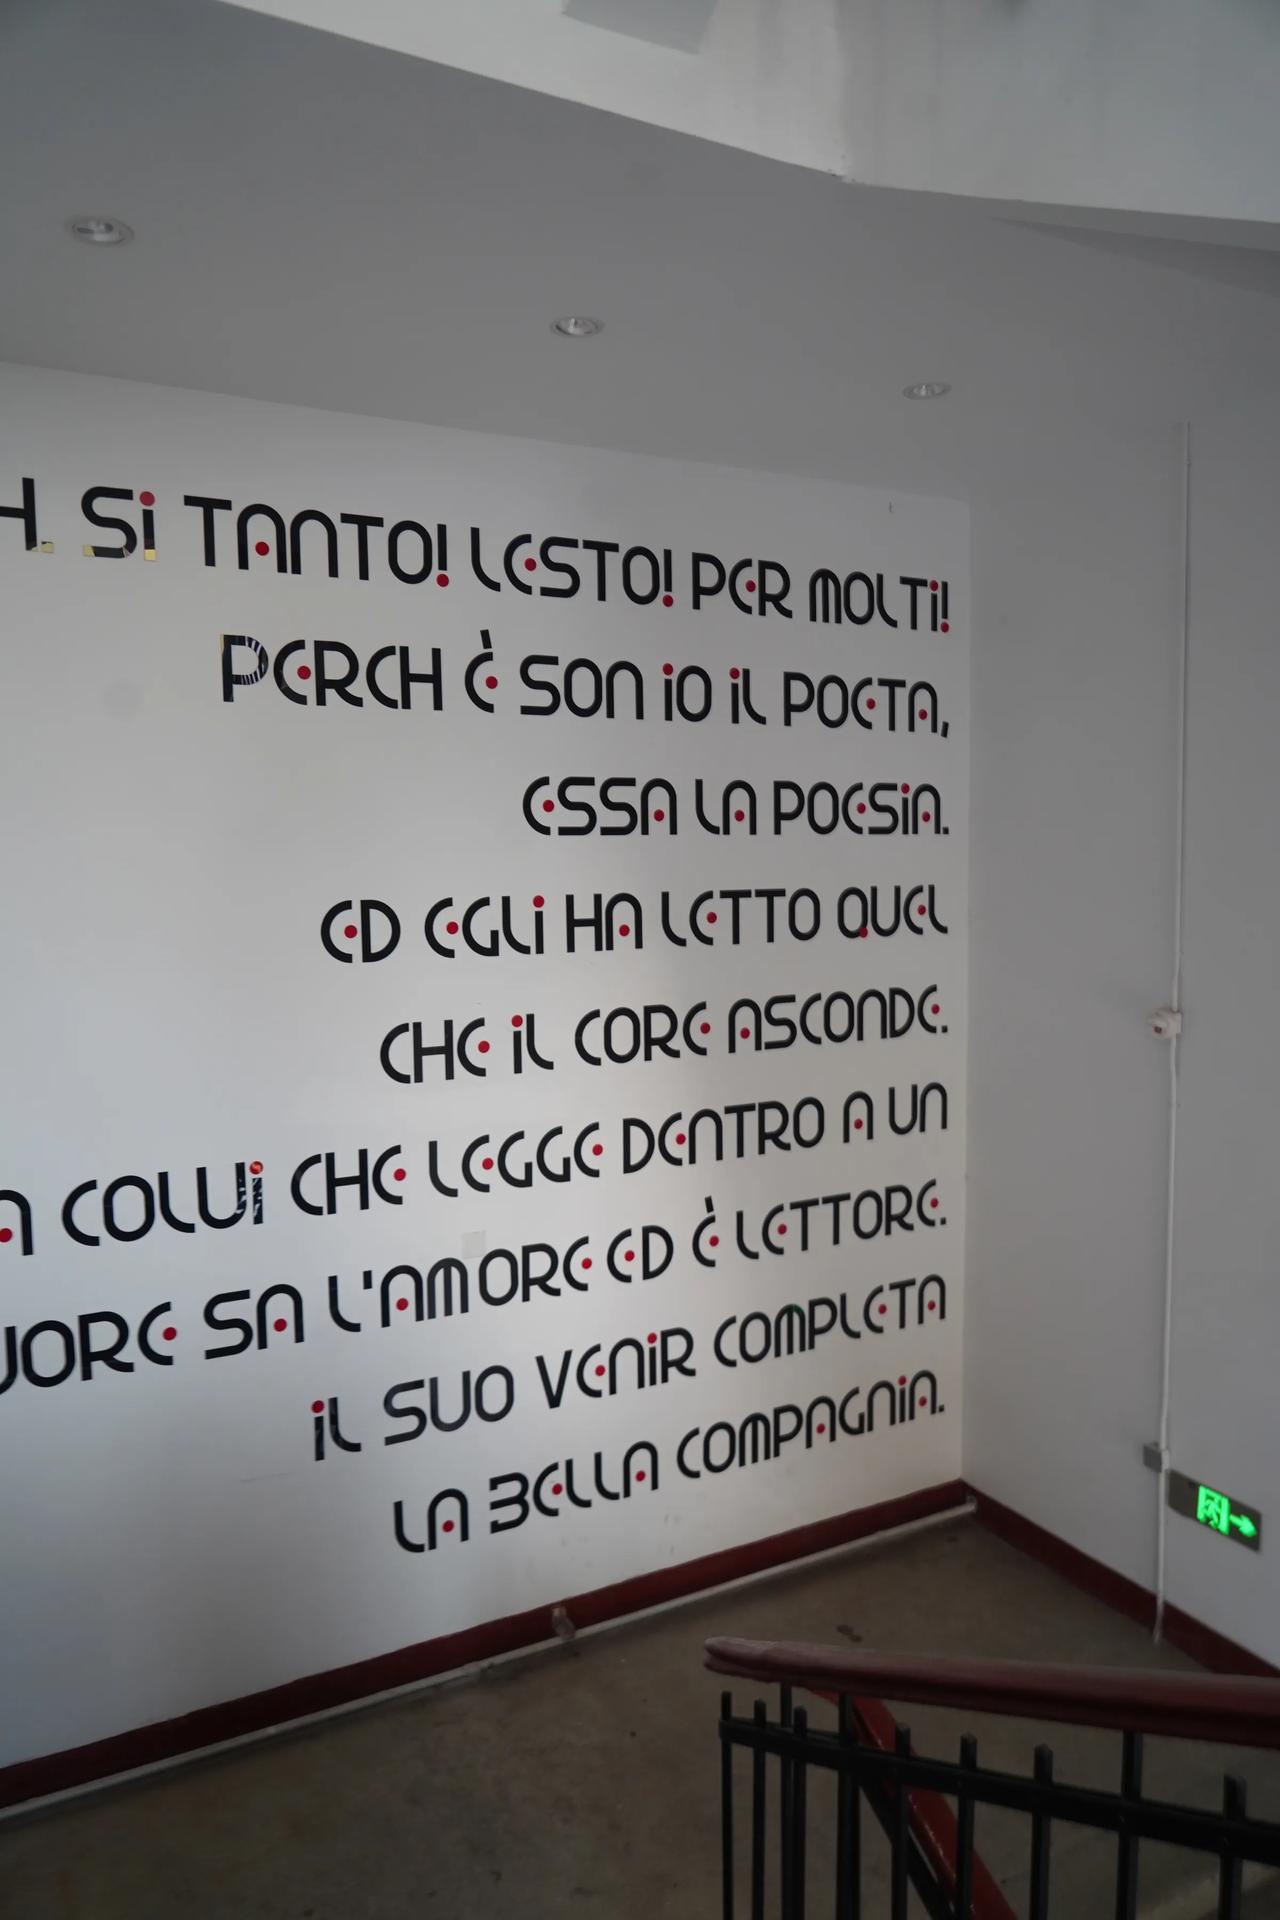 H. Si TANTO! LESTO! PER MOLTi!
PERCH È SON iO iL POETA,
ESSA LA POESiA.
ED EGLi HA LETTO QUEL
CHE iL CORE ASCONDE.
A COLUi CHE LEGGE DENTRO A UN
UORE SA L'AMORE ED È LETTORE.
iL SUO VENiR COMPLETA
LA BELLA COMPAGNiA.